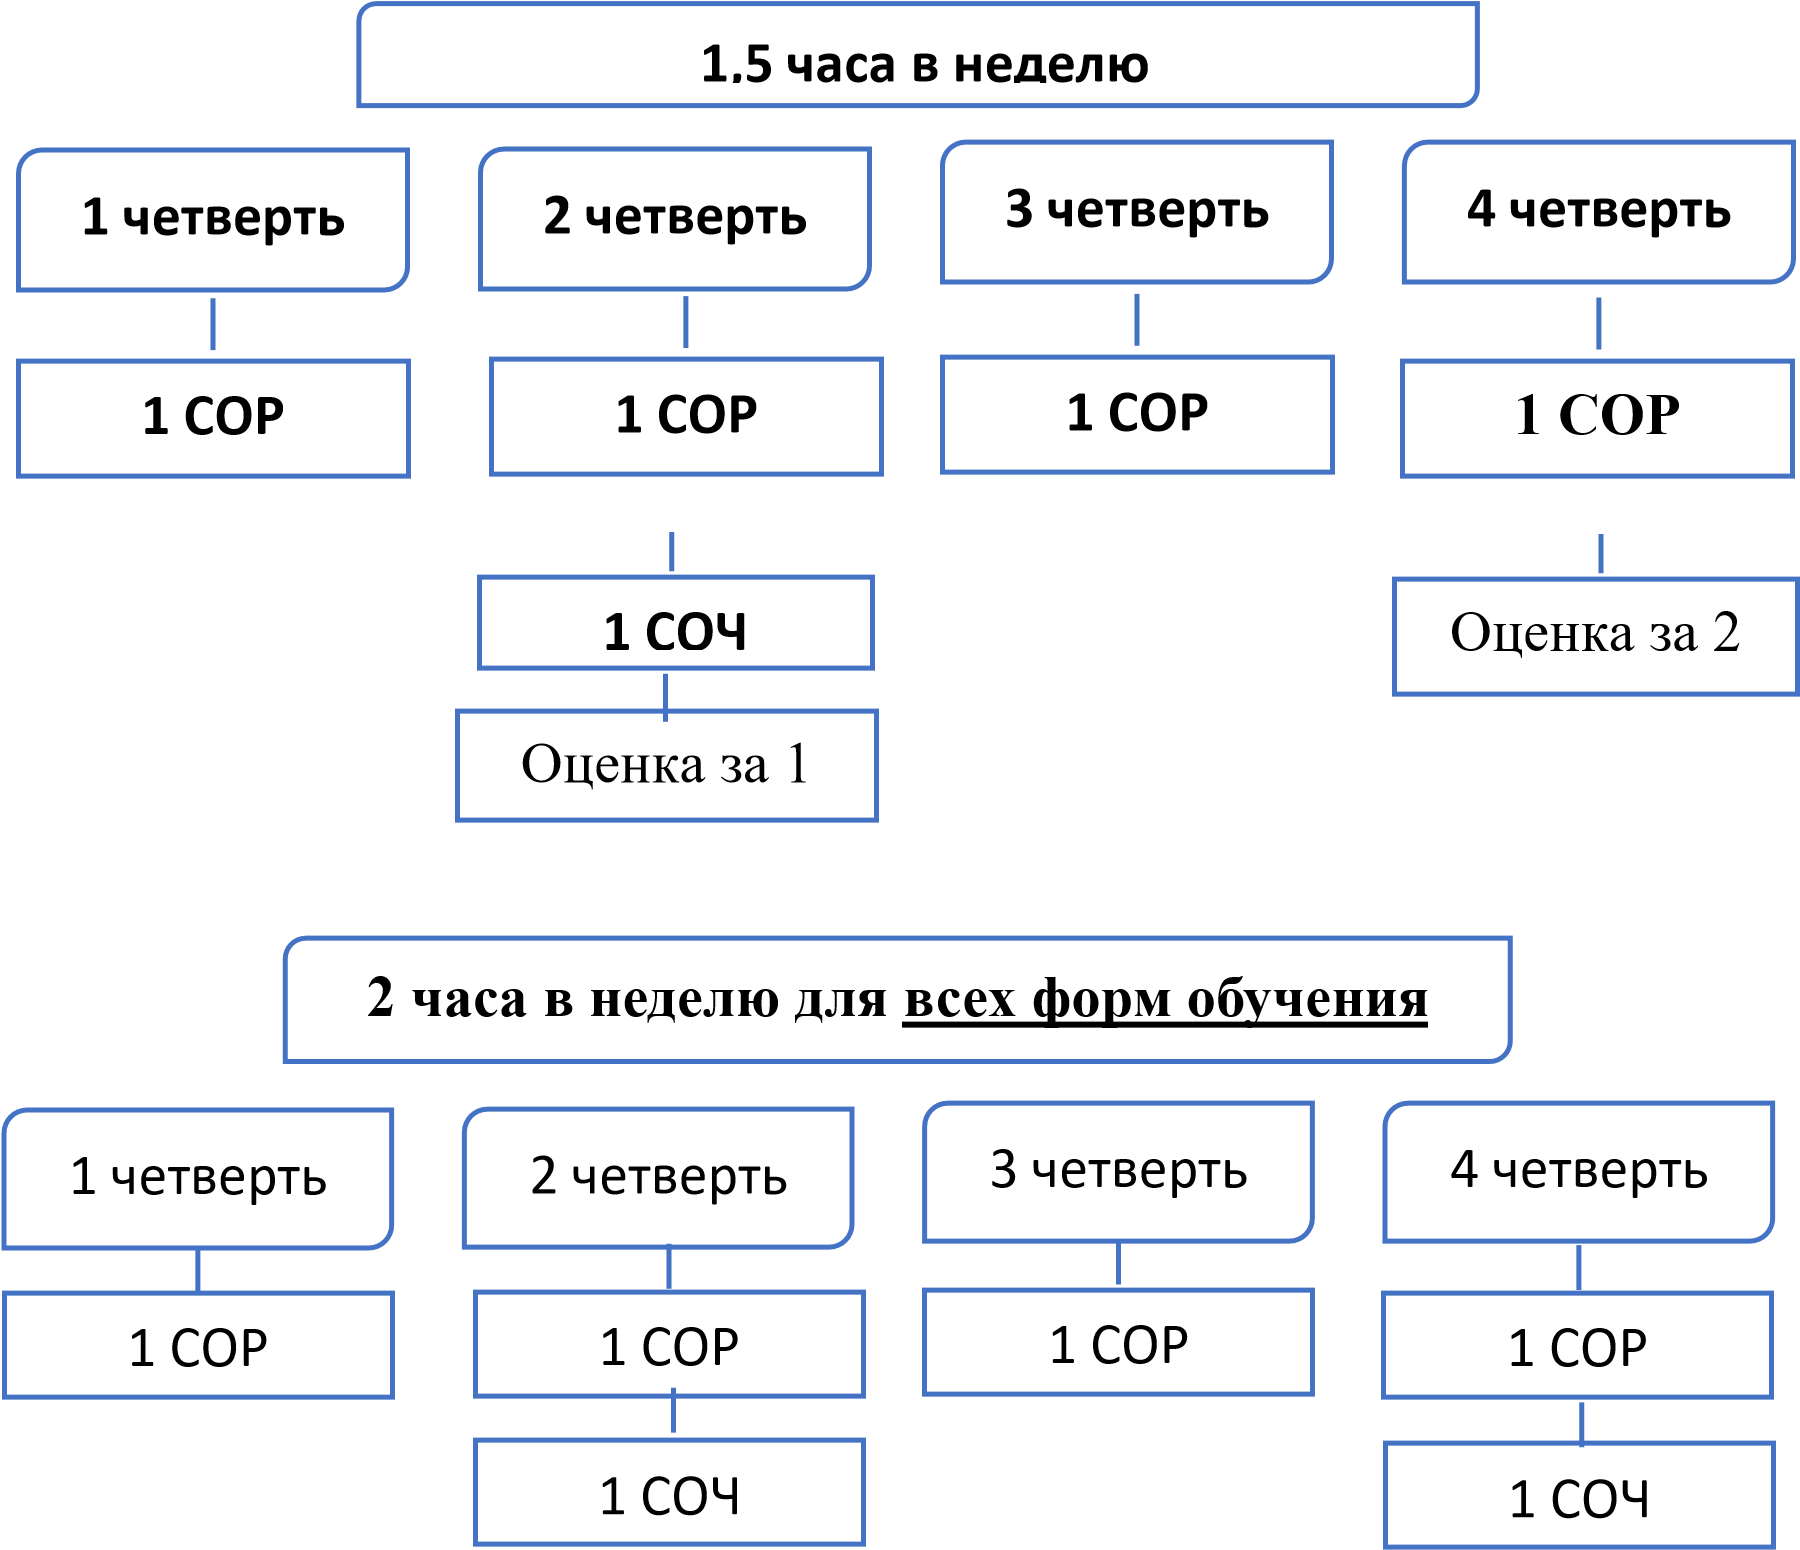 1,5 часа в неделю
1 четверть
2 четверть
3 четверть
4 четверть
1 СОР
1 СОР
1 СОР
1 СОР
1 СОЧ
Оценка за 2
Оценка за 1
2 часа в неделю для всех форм обучения
1 четверть
2 четверть
3 четверть
4 четверть
1 СОР
1 СОР
1 СОР
1 СОР
1 СОЧ
1 СОЧ